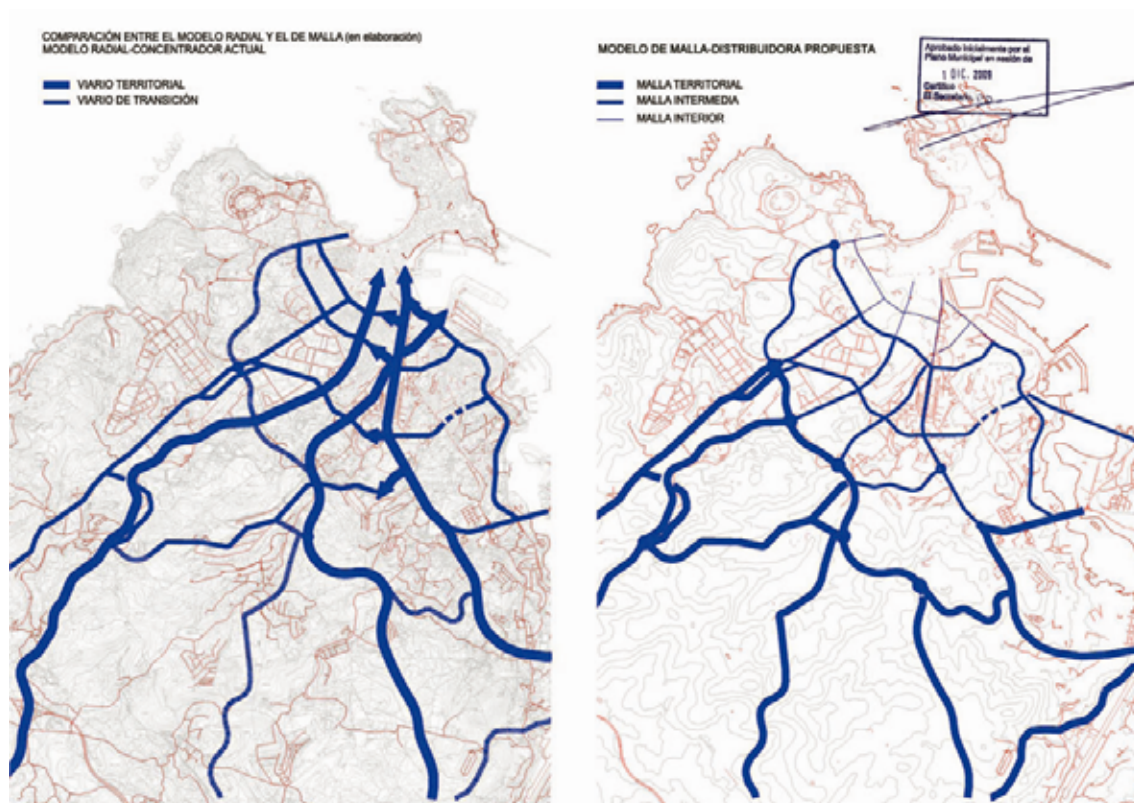 COMPARACIÓN ENTRE EL MODELO RADIAL Y EL DE MALLA (en elaboración)
MODELO RADIAL-CONCENTRADOR ACTUAL
VIARIO TERRITORIAL
VIARIO DE TRANSICIÓN
MODELO DE MALLA-DISTRIBUIDORA PROPUESTA
MALLA TERRITORIAL
MALLA INTERMEDIA
MALLA INTERIOR
Aprobado inicialmente por el
Pleno Municipal en sesión de
1 DIC. 2009
Certifico
El Secretario